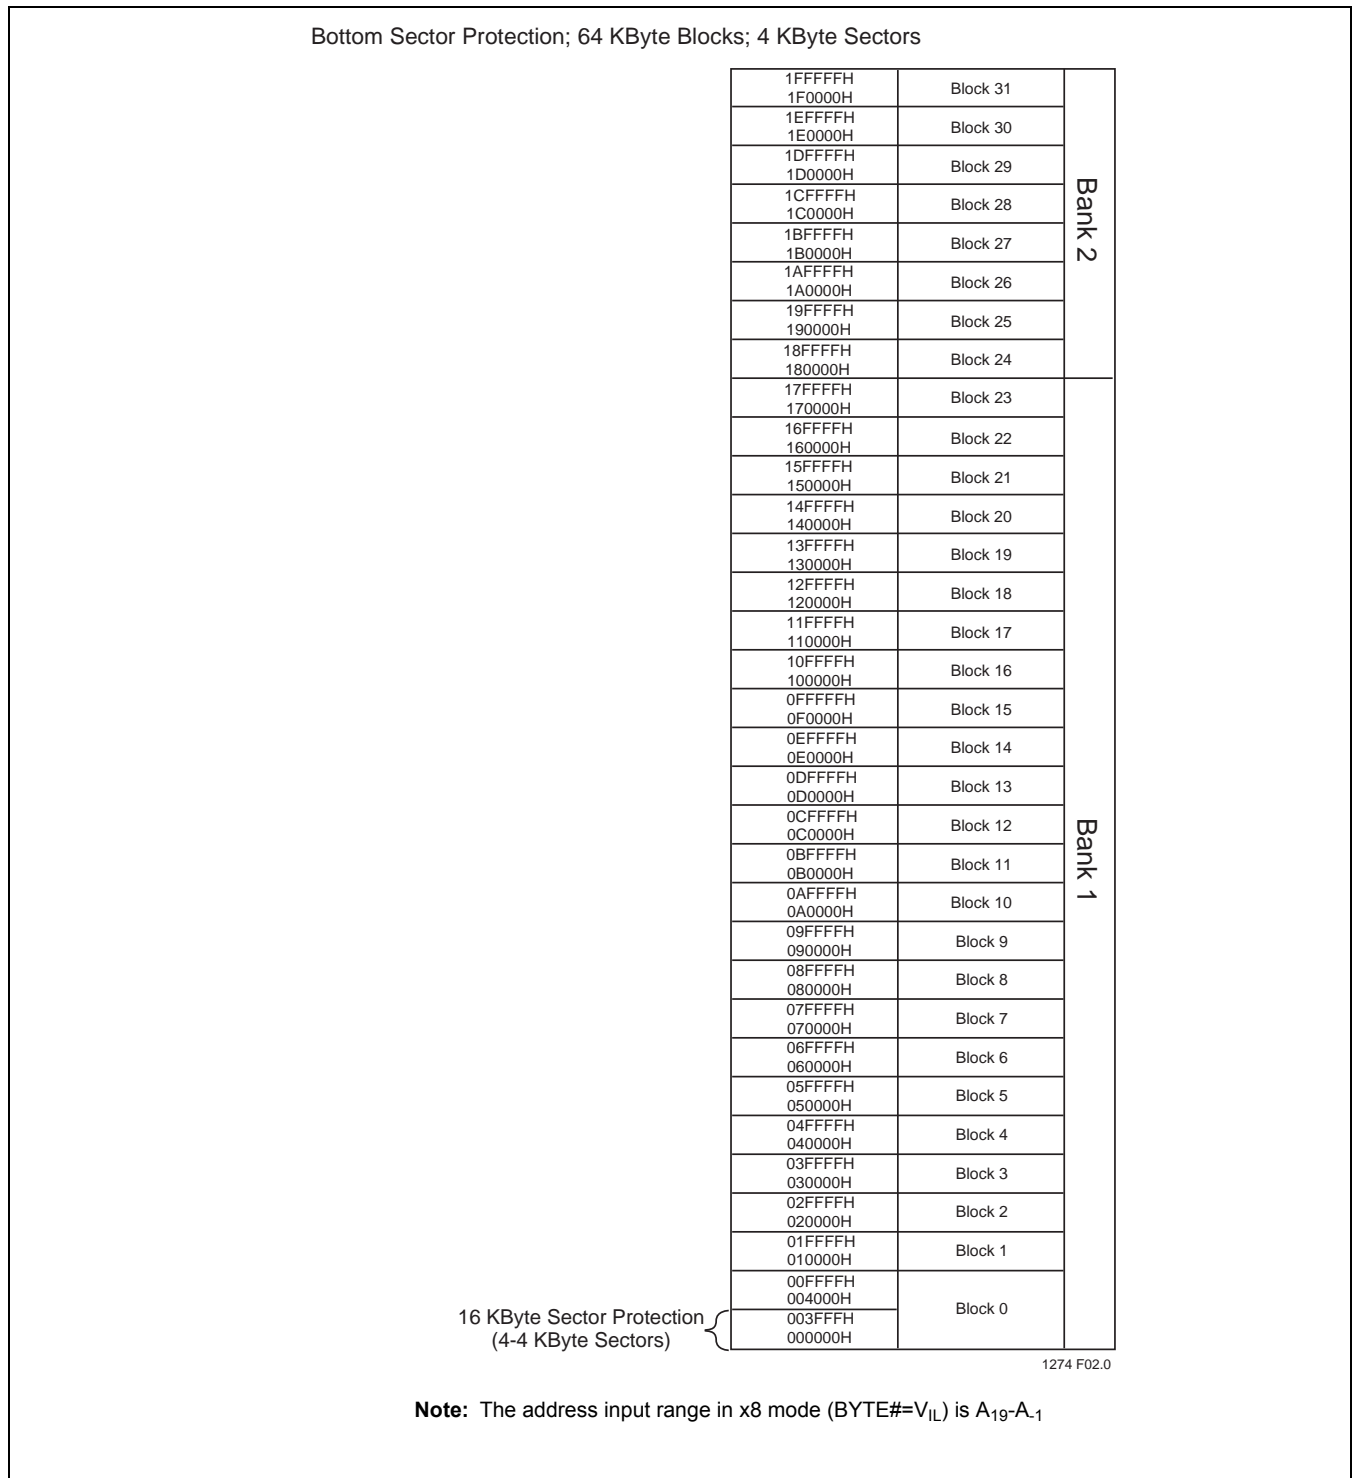 Bottom Sector Protection; 64 KByte Blocks; 4 KByte Sectors
1FFFFFH
1F0000H
Block 31
1EFFFFH
1E0000H
Block 30
1DFFFFH
1D0000H
Block 29
1CFFFFH
1C0000H
Block 28
1BFFFFH
1B0000H
Block 27
1AFFFFH
1A0000H
Block 26
19FFFFH
190000H
Block 25
18FFFFH
180000H
Block 24
Bank 2
17FFFFH
170000H
Block 23
16FFFFH
160000H
Block 22
15FFFFH
150000H
Block 21
14FFFFH
140000H
Block 20
13FFFFH
130000H
Block 19
12FFFFH
120000H
Block 18
11FFFFH
110000H
Block 17
10FFFFH
100000H
Block 16
0FFFFFH
0F0000H
Block 15
0EFFFFH
0E0000H
Block 14
0DFFFFH
0D0000H
Block 13
0CFFFFH
0C0000H
Block 12
0BFFFFH
0B0000H
Block 11
0AFFFFH
0A0000H
Block 10
09FFFFH
090000H
Block 9
08FFFFH
080000H
Block 8
07FFFFH
070000H
Block 7
06FFFFH
060000H
Block 6
05FFFFH
050000H
Block 5
04FFFFH
040000H
Block 4
03FFFFH
030000H
Block 3
02FFFFH
020000H
Block 2
01FFFFH
010000H
Block 1
00FFFFH
004000H
Block 0
003FFFH
000000H
Bank 1
16 KByte Sector Protection
(4-4 KByte Sectors)
1274 F02.0
Note: The address input range in x8 mode (BYTE#=VIL) is A19-A-1